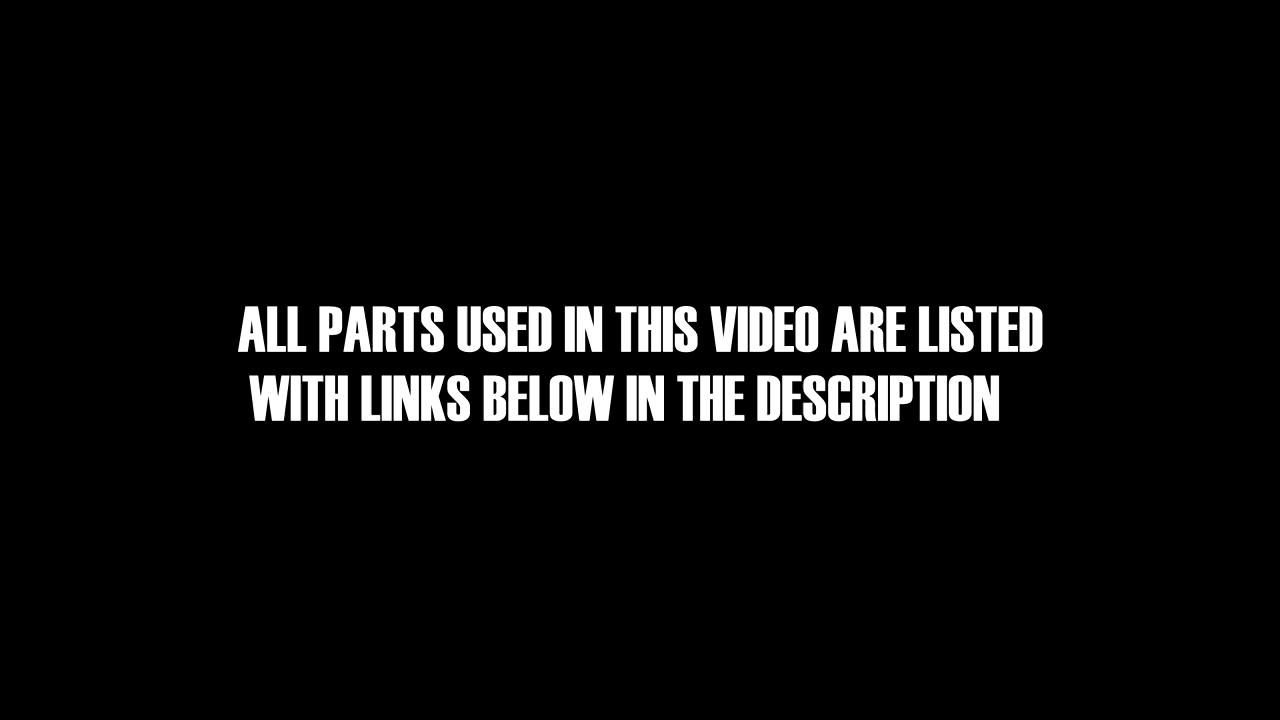 ALL PARTS USED IN THIS VIDEO ARE LISTED
WITH LINKS BELOW IN THE DESCRIPTION